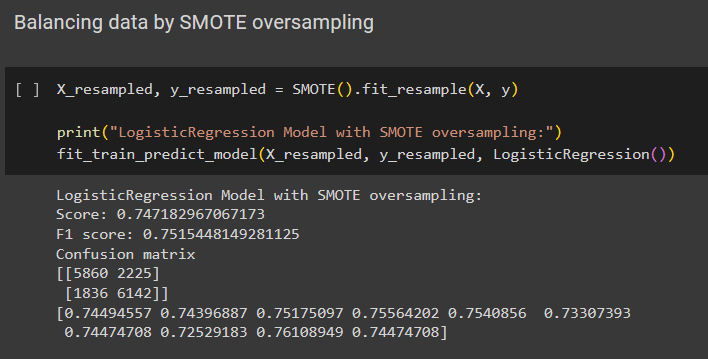 Balancing data by SMOTE oversampling
[ ] X_resampled, y_resampled = SMOTE().fit_resample(X, y)
print("LogisticRegression Model with SMOTE oversampling:")
fit_train_predict_model(X_resampled, y_resampled, LogisticRegression())
LogisticRegression Model with SMOTE oversampling:
Score: 0.747182967067173
F1 score: 0.7515448149281125
Confusion matrix
[[5860 2225]
 [1836 6142]]
[0.74494557 0.74396887 0.75175097 0.75564202 0.7540856  0.73307393
 0.74474708 0.72529183 0.76108949 0.74474708]